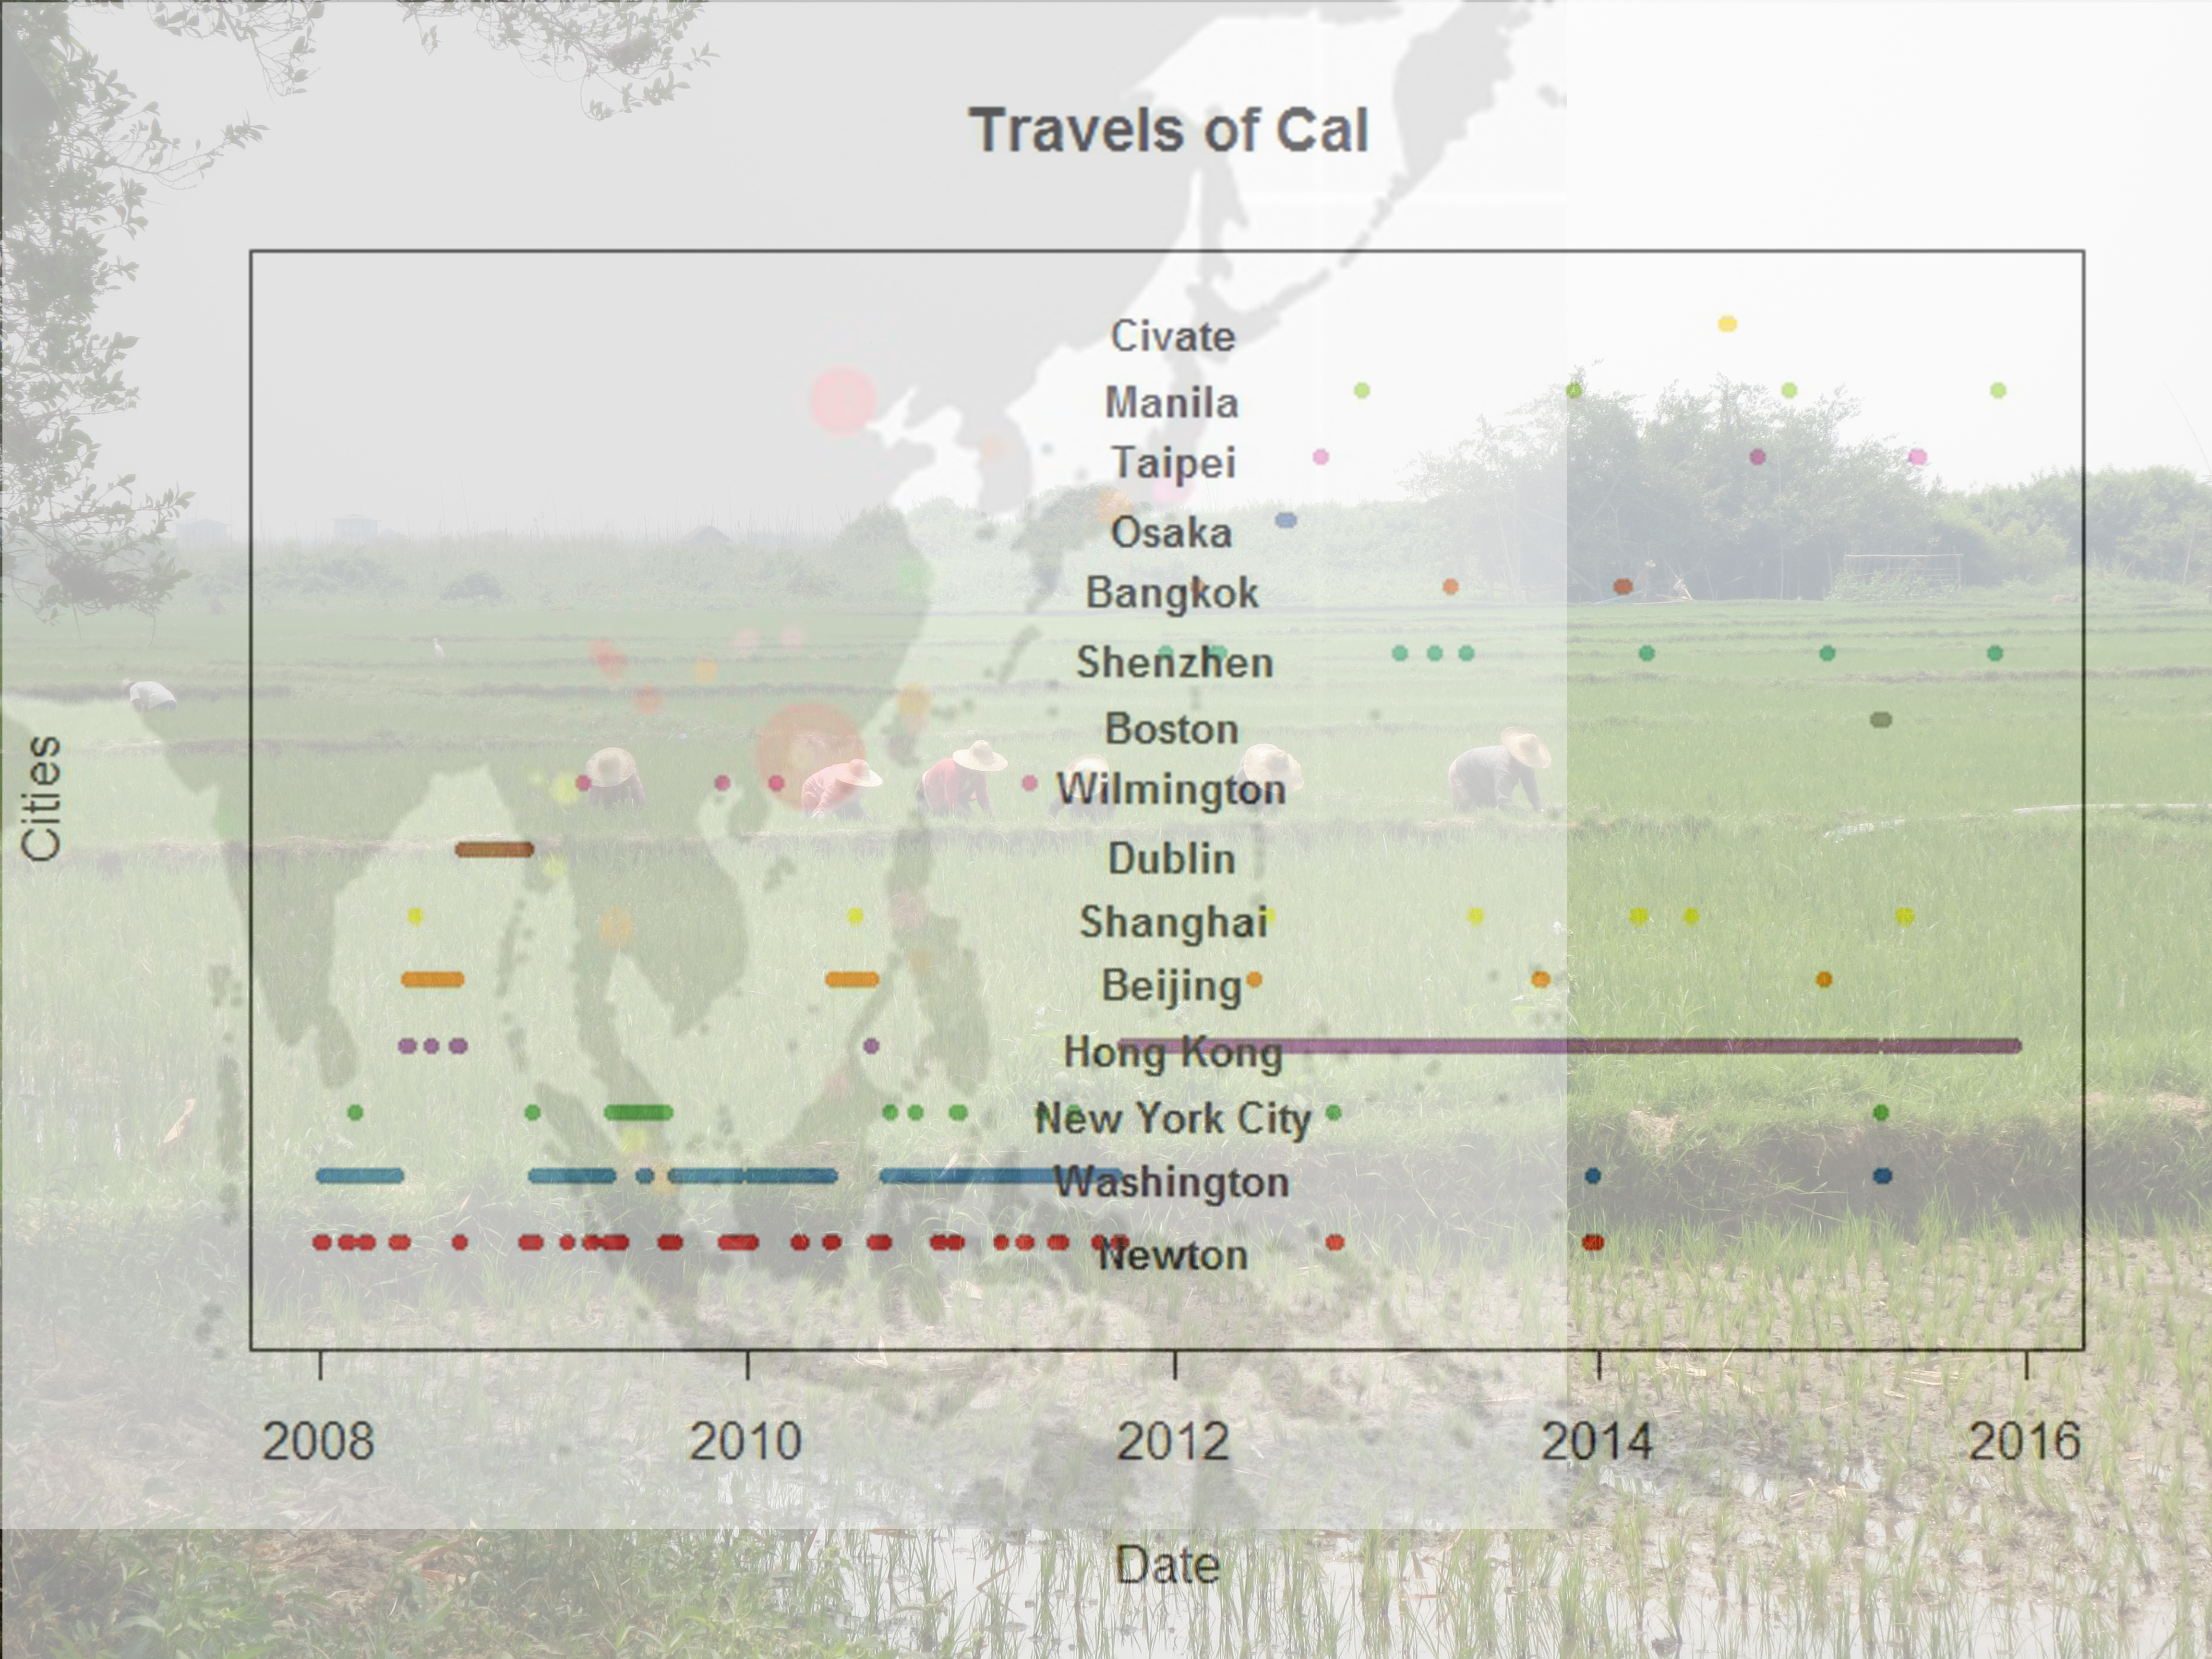 Travels of Cal
Civate
Manila
Taipei
Osaka
Bangkok
Shenzhen
Boston
Wilmington
Dublin
Shanghai
Beijing
Hong Kong
New York City
Washington
Newton
Cities
2008 2010 2012 2014 2016
Date